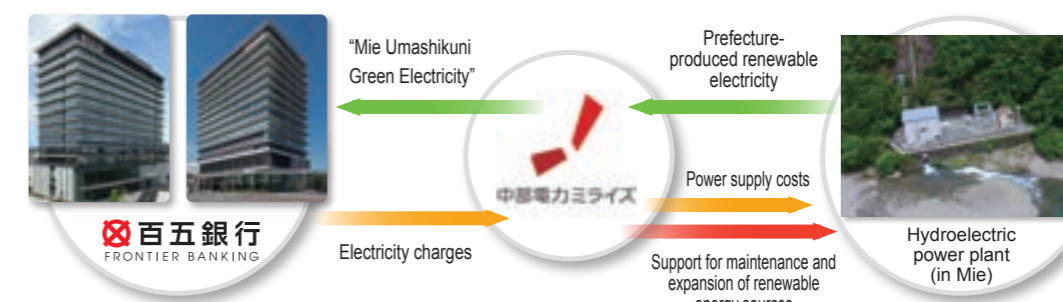 “Mie Umashikuni
Green Electricity”
Prefecture-
produced renewable
electricity
中部電力ミライズ
百五銀行
FRONTIER BANKING
Electricity charges
Power supply costs
Support for maintenance and
expansion of renewable
energy sources
Hydroelectric
power plant
(in Mie)